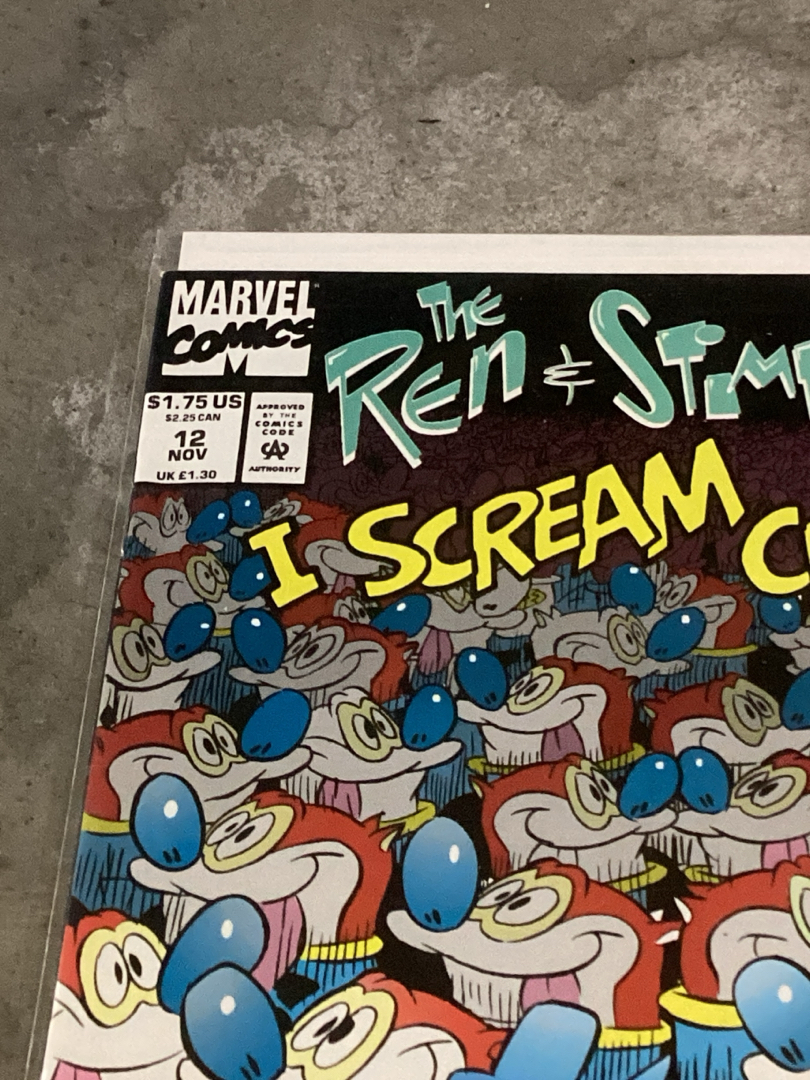 MARVEL
COMICS
$1.75 US
$2.25 CAN
12
NOV
UK £1.30
APPROVED
BY THE
COMICS
CODE
CA
AUTHORITY
The
Ren & Stim
I SCREAM C